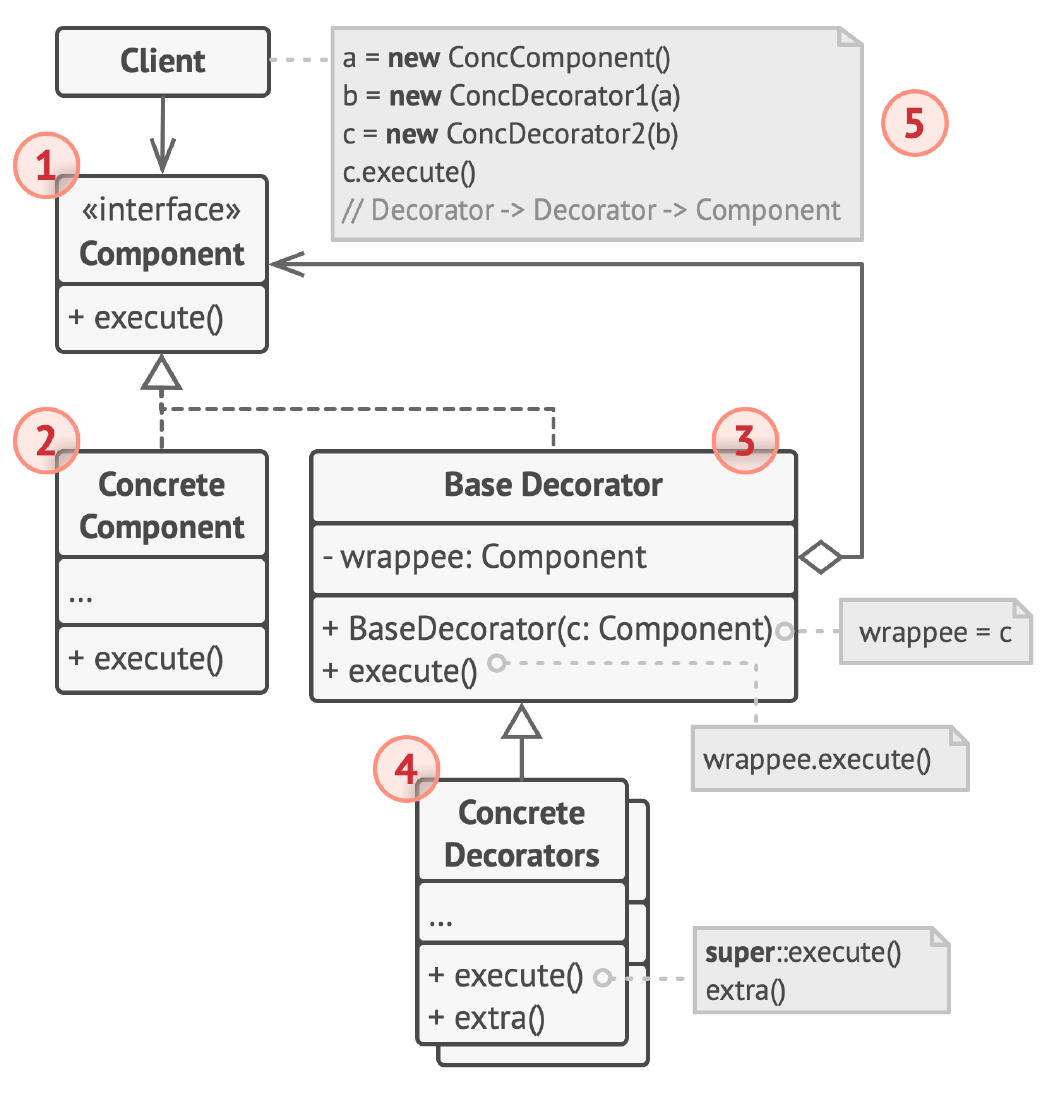 Client
a = new ConcComponent()
b = new ConcDecorator1(a)
c = new ConcDecorator2(b)
c.execute()
// Decorator -> Decorator -> Component
5
1
«interface»
Component
+ execute()
2
Concrete
Component
...
+ execute()
3
Base Decorator
- wrappee: Component
+ BaseDecorator(c: Component)
+ execute()
wrappee = c
wrappee.execute()
4
Concrete
Decorators
...
+ execute()
+ extra()
super::execute()
extra()